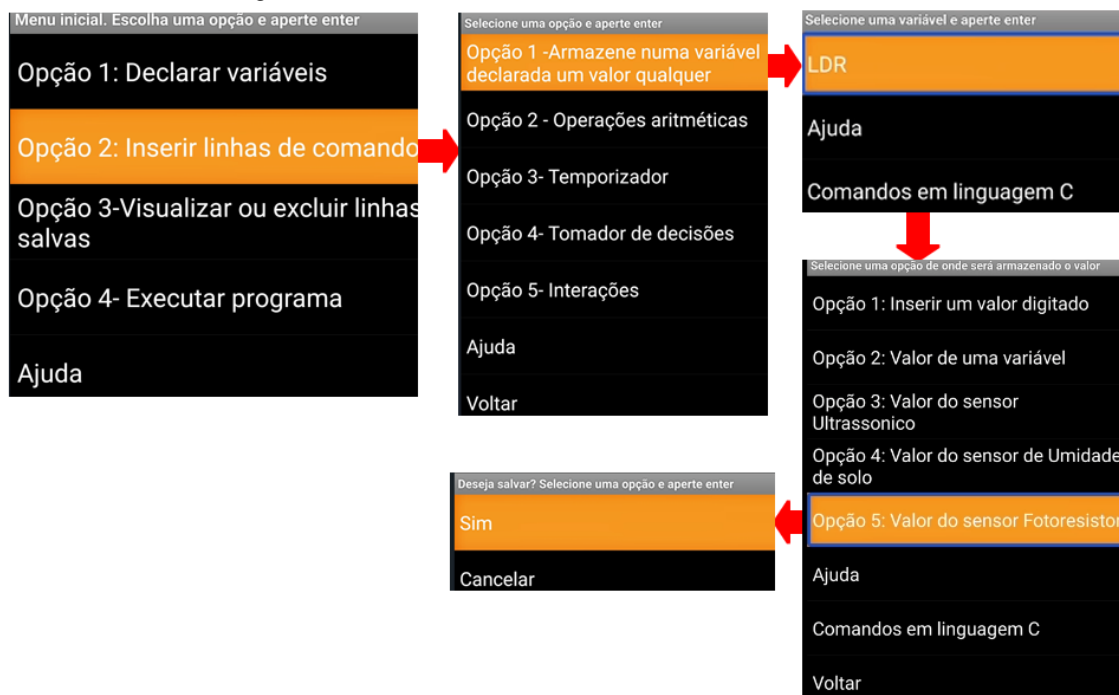 Menu inicial. Escolha uma opção e aperte enter
Opção 1: Declarar variáveis
Opção 2: Inserir linhas de comando
Opção 3-Visualizar ou excluir linhas
salvas
Opção 4- Executar programa
Ajuda
Selecione uma opção e aperte enter
Opção 1 -Armazene numa variável
declarada um valor qualquer
Opção 2 - Operações aritméticas
Opção 3- Temporizador
Opção 4- Tomador de decisões
Opção 5- Interações
Ajuda
Voltar
Selecione uma variável e aperte enter
LDR
Ajuda
Comandos em linguagem C
Selecione uma opção de onde será armazenado o valor
Opção 1: Inserir um valor digitado
Opção 2: Valor de uma variável
Opção 3: Valor do sensor
Ultrassonico
Opção 4: Valor do sensor de Umidade
de solo
Opção 5: Valor do sensor Fotoresistor
Ajuda
Comandos em linguagem C
Voltar
Deseja salvar? Selecione uma opção e aperte enter
Sim
Cancelar